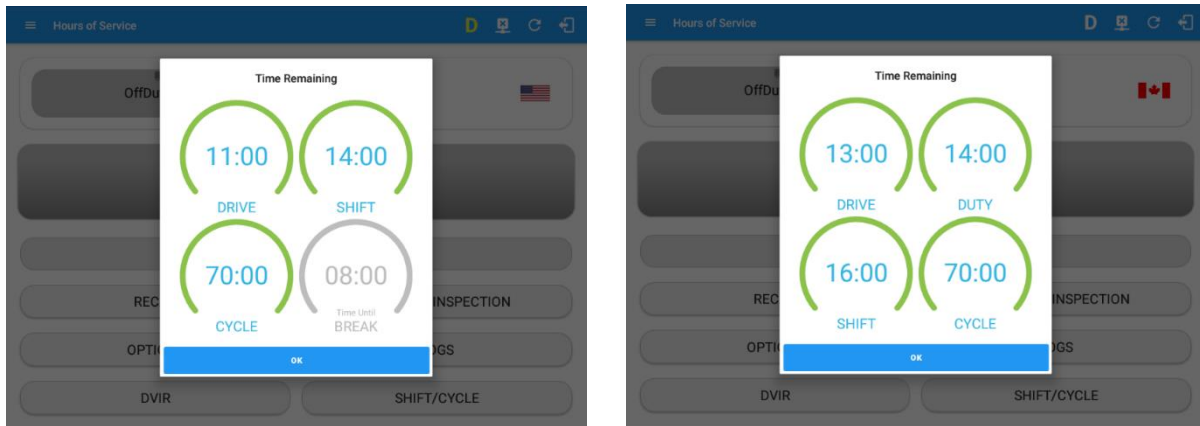 Hours of Service
D
Time Remaining
OffDu
11:00
14:00
DRIVE
SHIFT
70:00
08:00
Time Until
CYCLE
BREAK
REC
INSPECTION
OPTIO
OGS
OK
DVIR
SHIFT/CYCLE
Hours of Service
D
Time Remaining
OffDu
13:00
14:00
DRIVE
DUTY
16:00
70:00
SHIFT
CYCLE
REC
INSPECTION
OPTIO
OGS
OK
DVIR
SHIFT/CYCLE